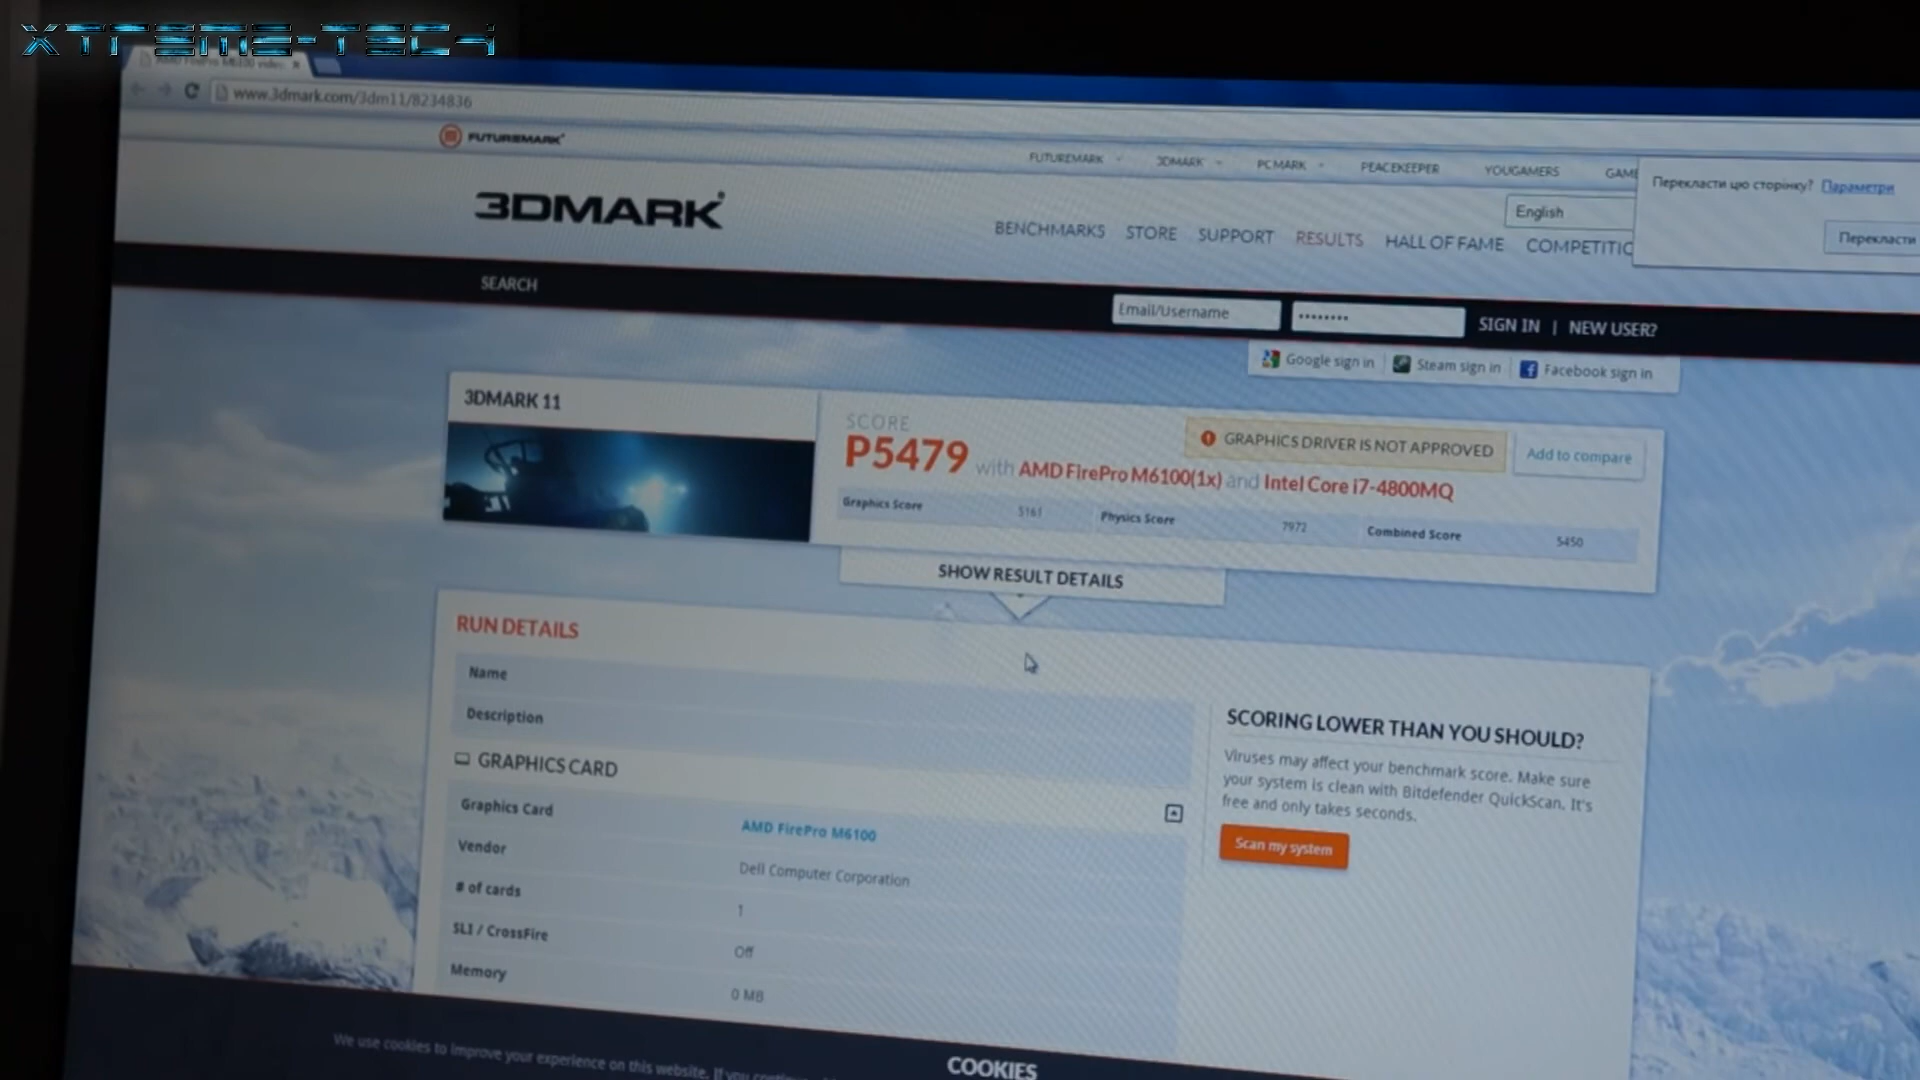 XTREME-TECH
AMD FirePro M6100 video
www.3dmark.com/3dm11/8234836
FUTUREMARK
FUTUREMARK 3DMARK PCMARK PEACEKEEPER YOUGAMERS
Перекласти цю сторінку? Параметри
3DMARK
English
Перекласти
BENCHMARKS STORE SUPPORT RESULTS HALL OF FAME COMPETITIO
SEARCH
Email/Username
SIGN IN | NEW USER?
Google sign in Steam sign in Facebook sign in
3DMARK 11
SCORE
GRAPHICS DRIVER IS NOT APPROVED
Add to compare
P5479 with AMD FirePro M6100(1x) and Intel Core i7-4800MQ
Graphics Score 5161 Physics Score 7972 Combined Score 5450
SHOW RESULT DETAILS
RUN DETAILS
Name
Description
GRAPHICS CARD
Graphics Card AMD FirePro M6100
Vendor Dell Computer Corporation
# of cards 1
SLI / CrossFire Off
Memory 0 MB
SCORING LOWER THAN YOU SHOULD?
Viruses may affect your benchmark score. Make sure
your system is clean with Bitdefender QuickScan. It's
free and only takes seconds.
Scan my system
We use cookies to improve your experience on this website. If you
COOKIES